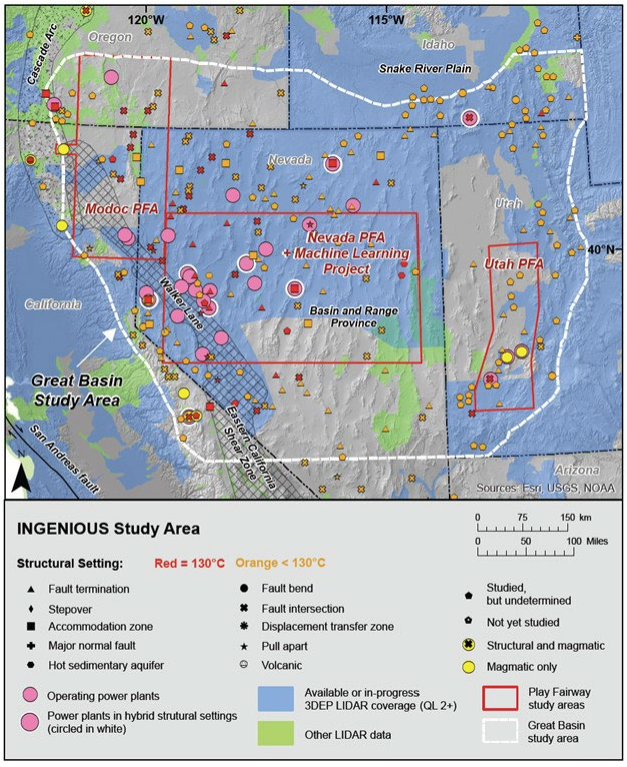 120°W
115°W
Oregon
Idaho
Cascade Arc
Snake River Plain
Nevada
Modoc PFA
Utah
Nevada PFA
+ Machine Learning
Project
40°N
Utah PFA
California
Walker Lane
Basin and Range
Province
Great Basin
Study Area
Eastern California
Shear Zone
San Andreas fault
Arizona
N
Sources: Esri, USGS, NOAA
INGENIOUS Study Area
0 75 150 km
0 50 100 Miles
Structural Setting: Red = 130°C Orange < 130°C
Fault termination
Stepover
Accommodation zone
Major normal fault
Hot sedimentary aquifer
Fault bend
Fault intersection
Displacement transfer zone
Pull apart
Volcanic
Studied,
but undetermined
Not yet studied
Structural and magmatic
Magmatic only
Operating power plants
Power plants in hybrid strutural settings
(circled in white)
Available or in-progress
3DEP LIDAR coverage (QL 2+)
Other LIDAR data
Play Fairway
study areas
Great Basin
study area